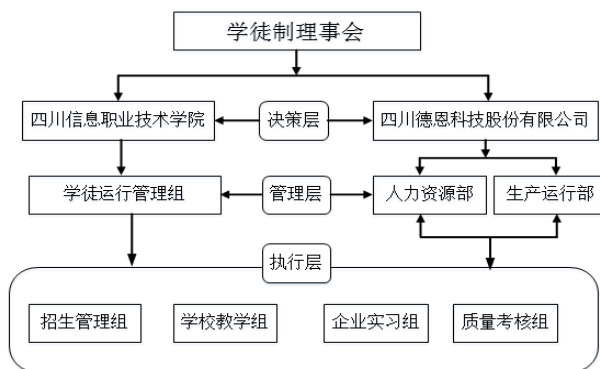 学徒制理事会
四川信息职业技术学院
决策层
四川德恩科技股份有限公司
学徒运行管理组
管理层
人力资源部
生产运行部
执行层
招生管理组
学校教学组
企业实习组
质量考核组